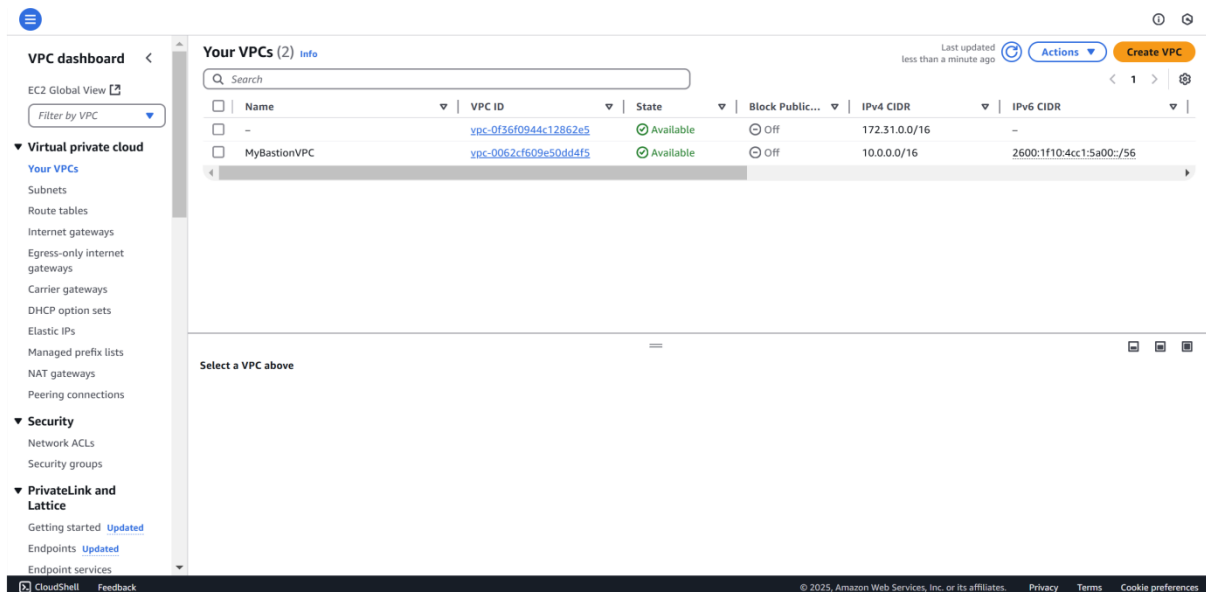 VPC dashboard
EC2 Global View
Filter by VPC
Virtual private cloud
Your VPCs
Subnets
Route tables
Internet gateways
Egress-only internet
gateways
Carrier gateways
DHCP option sets
Elastic IPs
Managed prefix lists
NAT gateways
Peering connections
Security
Network ACLs
Security groups
PrivateLink and
Lattice
Getting started Updated
Endpoints Updated
Endpoint services
Your VPCs (2) Info
Last updated
less than a minute ago
Actions
Create VPC
Search
1
Name VPC ID State Block Public... IPv4 CIDR IPv6 CIDR
– vpc-0f36f0944c12862e5 Available Off 172.31.0.0/16 –
MyBastionVPC vpc-0062cf609e50dd4f5 Available Off 10.0.0.0/16 2600:1f10:4cc1:5a00::/56
Select a VPC above
CloudShell Feedback © 2025, Amazon Web Services, Inc. or its affiliates. Privacy Terms Cookie preferences